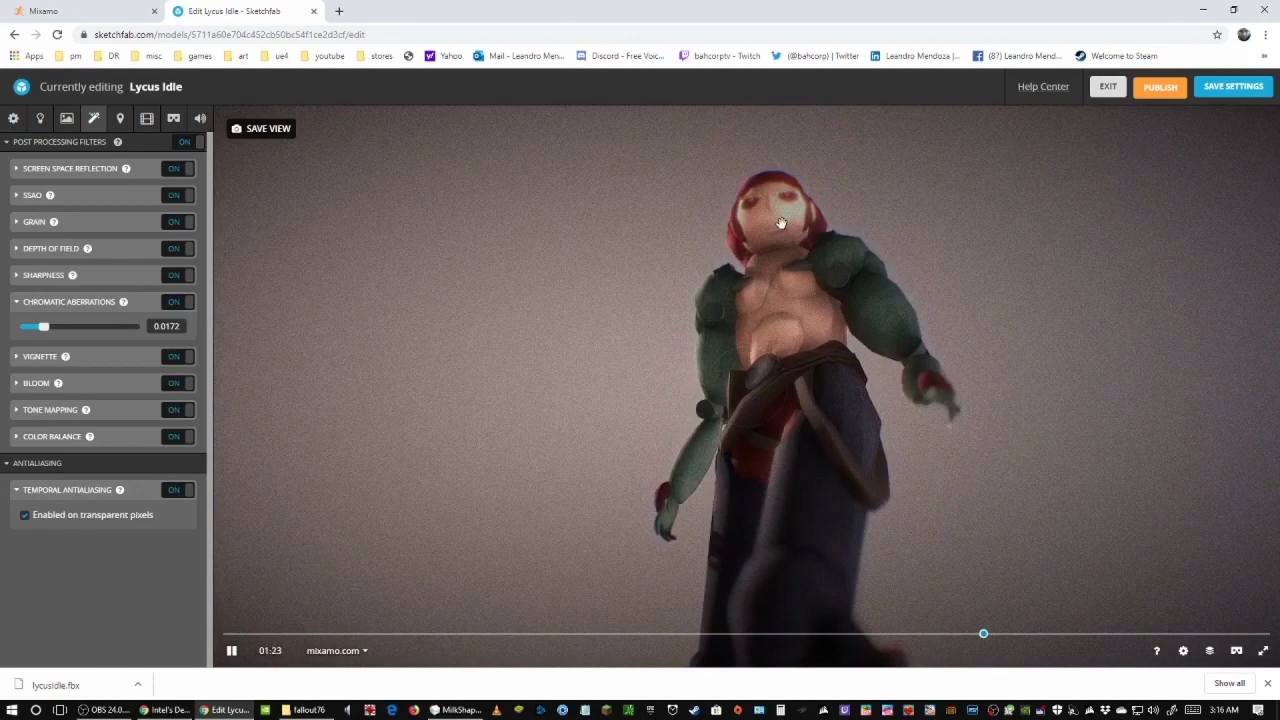 Mixamo
Edit Lycus Idle - Sketchfab
sketchfab.com/models/5711a60e704c452cb50bc54f1ce2d3cf/edit
Apps pm DR misc games art ue4 youtube stores Yahoo Mail - Leandro Men... Discord - Free Voic... bahcorptv - Twitch (@bahcorp) | Twitter Leandro Mendoza |... (87) Leandro Mend... Welcome to Steam »
Currently editing Lycus Idle
Help Center EXIT PUBLISH SAVE SETTINGS
SAVE VIEW
POST PROCESSING FILTERS ? ON
SCREEN SPACE REFLECTION ? ON
SSAO ? ON
GRAIN ? ON
DEPTH OF FIELD ? ON
SHARPNESS ? ON
CHROMATIC ABERRATIONS ? ON
0.0172
VIGNETTE ? ON
BLOOM ? ON
TONE MAPPING ? ON
COLOR BALANCE ? ON
ANTIALIASING
TEMPORAL ANTIALIASING ? ON
Enabled on transparent pixels
01:23 mixamo.com ?
lycusidle.fbx
Show all
OBS 24.0.... Intel's De... Edit Lycu... fallout76 MilkShap... 3:16 AM